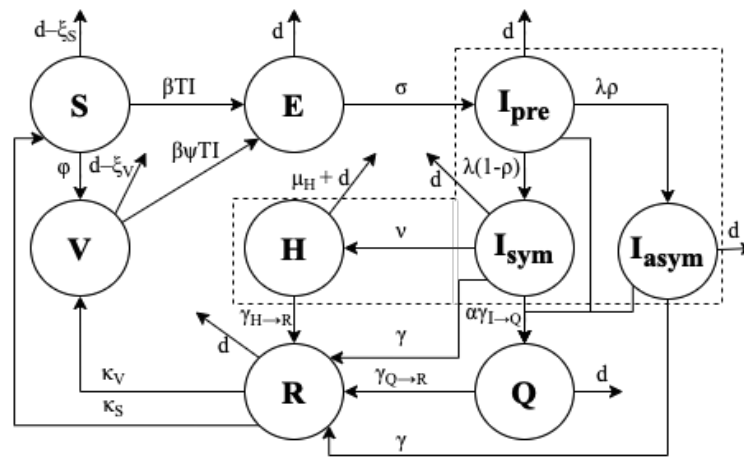 d–ξS
d
d
S
βTI
E
σ
Ipre
λρ
φ
d–ξV
βψTI
μH + d
d
λ(1-ρ)
V
H
ν
Isym
Iasym
d
γH→R
αγI→Q
d
γ
κV
R
γQ→R
Q
d
κS
γ